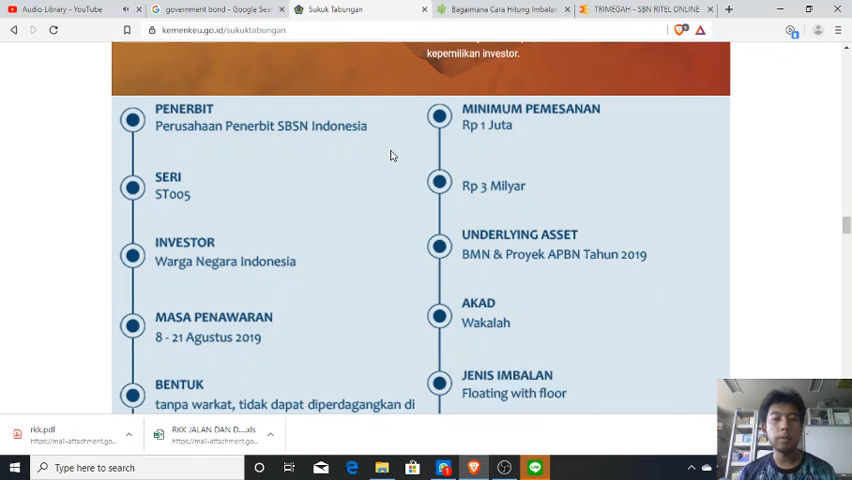 Audio Library - YouTube
government bond - Google Sear
Sukuk Tabungan
Bagaimana Cara Hitung Imbalan
TRIMEGAH - SBN RITEL ONLINE
kemenkeu.go.id/sukuktabungan
kepemilikan investor.
PENERBIT
Perusahaan Penerbit SBSN Indonesia
SERI
ST005
INVESTOR
Warga Negara Indonesia
MASA PENAWARAN
8 - 21 Agustus 2019
BENTUK
tanpa warkat, tidak dapat diperdagangkan di
MINIMUM PEMESANAN
Rp 1 Juta
Rp 3 Milyar
UNDERLYING ASSET
BMN & Proyek APBN Tahun 2019
AKAD
Wakalah
JENIS IMBALAN
Floating with floor
rkk.pdf
https://mail-attachment.go...
RKK JALAN DAN D....xls
https://mail-attachment.go...
Type here to search